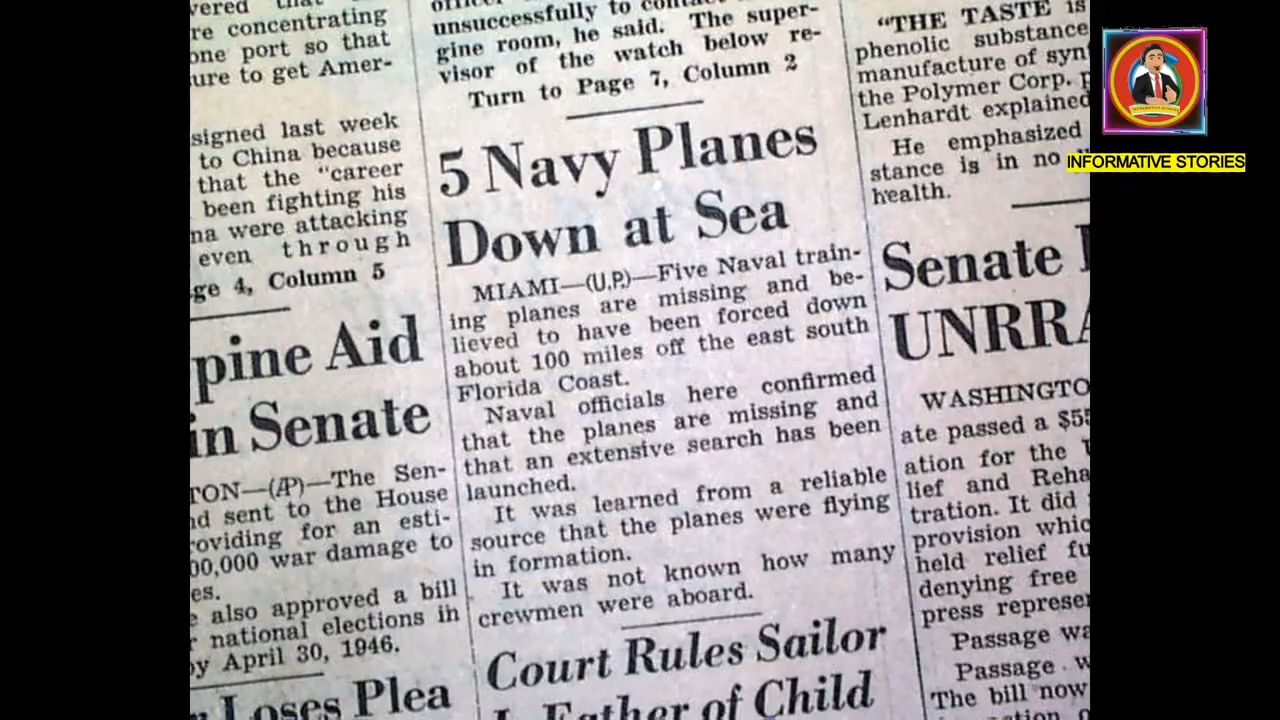 vered that
re concentrating
one port so that
ure to get Amer-
signed last week
to China because
that the "career
been fighting his
na were attacking
even through
ge 4, Column 5
pine Aid
in Senate
TON—(AP)—The Sen-
nd sent to the House
roviding for an esti-
00,000 war damage to
es.
e also approved a bill
r national elections in
by April 30, 1946.
Loses Plea
unsuccessfully to
gine room, he said. The super-
visor of the watch below re-
Turn to Page 7, Column 2
5 Navy Planes
Down at Sea
MIAMI—(U.P.)—Five Naval train-
ing planes are missing and be-
lieved to have been forced down
about 100 miles off the east south
Florida Coast.
Naval officials here confirmed
that the planes are missing and
that an extensive search has been
launched.
It was learned from a reliable
source that the planes were flying
in formation.
It was not known how many
crewmen were aboard.
Court Rules Sailor
Father of Child
"THE TASTE is
phenolic substance
manufacture of syn
the Polymer Corp. p
Lenhardt explained
He emphasized
stance is in no
health.
Senate
UNRRA
WASHINGTO
ate passed a $55
ation for the
lief and Reha
tration. It did
provision whic
held relief fu
denying free
press represen
Passage wa
Passage w
The bill now
INFORMATIVE STORIES